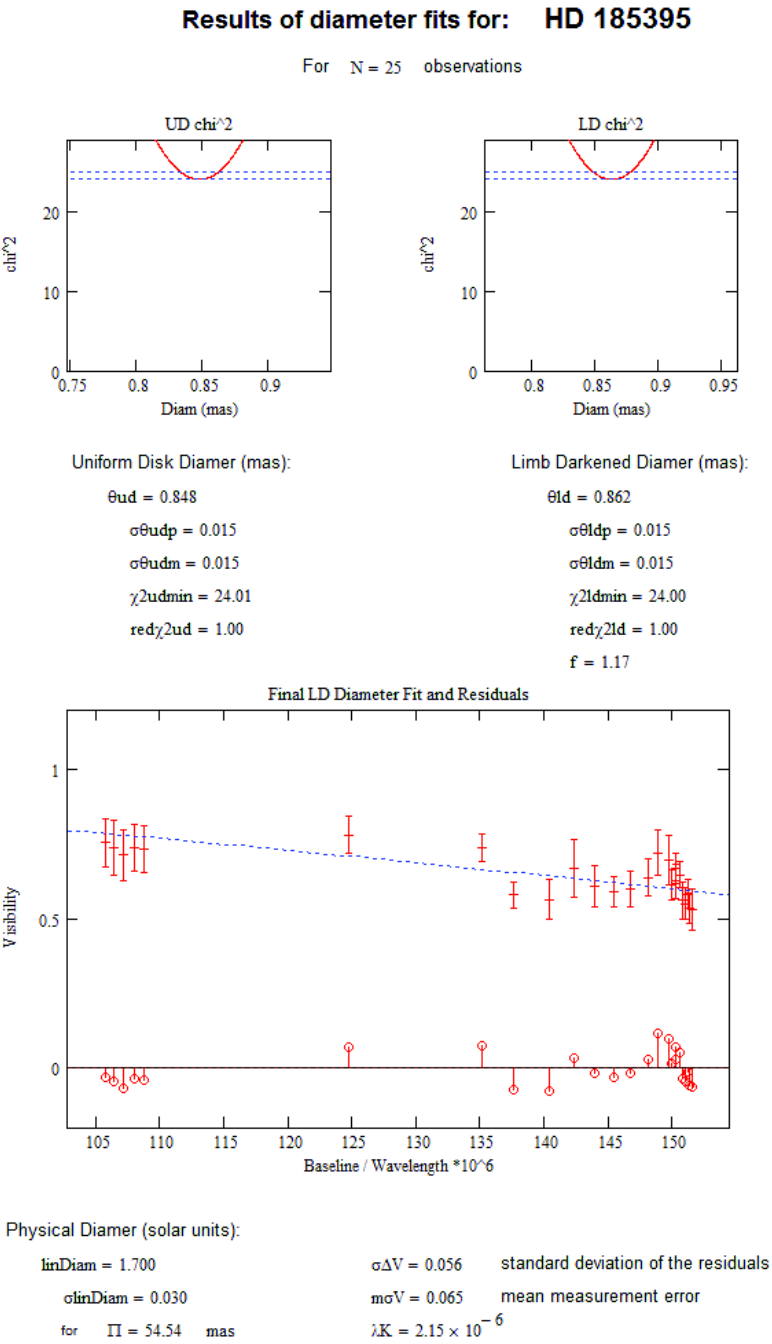 Results of diameter fits for: HD 185395
For N = 25 observations
UD chi^2
LD chi^2
chi^2
20
10
0
0.75 0.8 0.85 0.9
Diam (mas)
chi^2
20
10
0
0.8 0.85 0.9 0.95
Diam (mas)
Uniform Disk Diamer (mas):
θud = 0.848
σθudp = 0.015
σθudm = 0.015
χ2udmin = 24.01
redχ2ud = 1.00
Limb Darkened Diamer (mas):
θld = 0.862
σθldp = 0.015
σθldm = 0.015
χ2ldmin = 24.00
redχ2ld = 1.00
f = 1.17
Final LD Diameter Fit and Residuals
Visibility
1
0.5
0
105 110 115 120 125 130 135 140 145 150
Baseline / Wavelength *10^6
Physical Diamer (solar units):
linDiam = 1.700
σlinDiam = 0.030
for Π = 54.54 mas
σΔV = 0.056 standard deviation of the residuals
mσV = 0.065 mean measurement error
λK = 2.15 × 10^-6